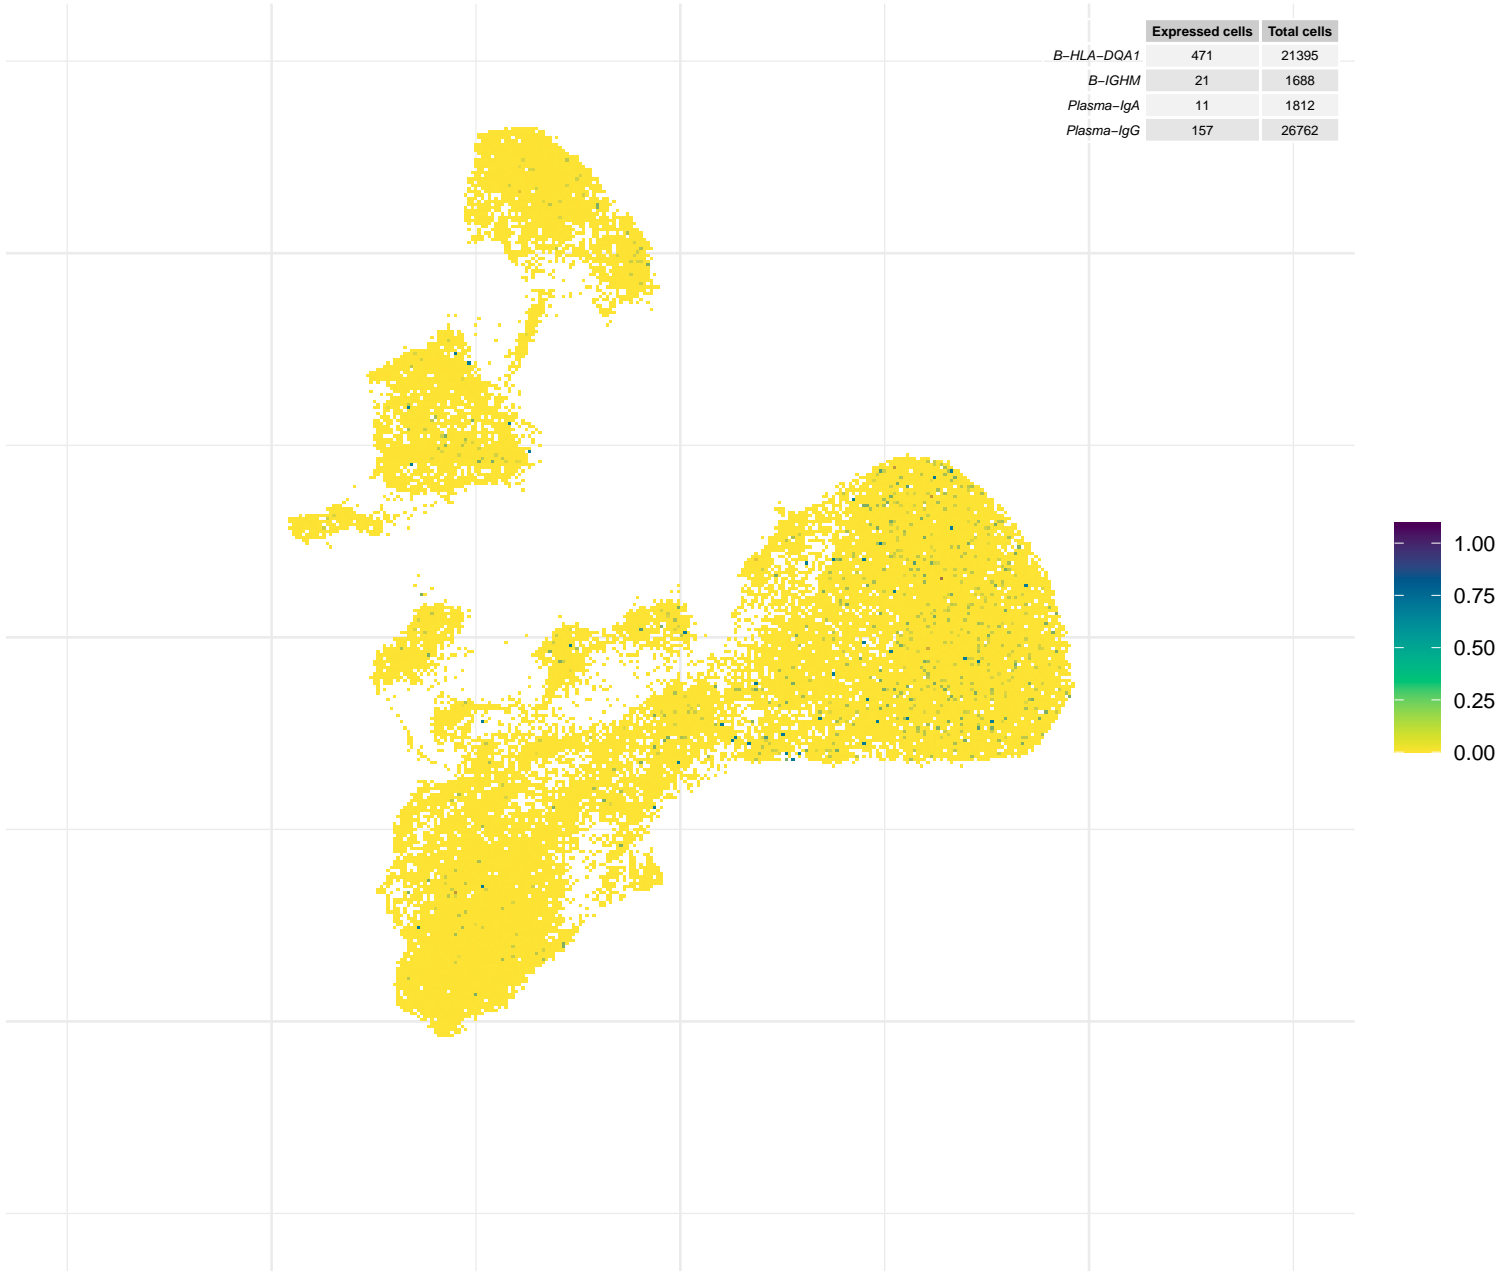 Expressed cells Total cells
B−HLA−DQA1 471 21395
B−IGHM 21 1688
Plasma−IgA 11 1812
Plasma−IgG 157 26762
1.00
0.75
0.50
0.25
0.00